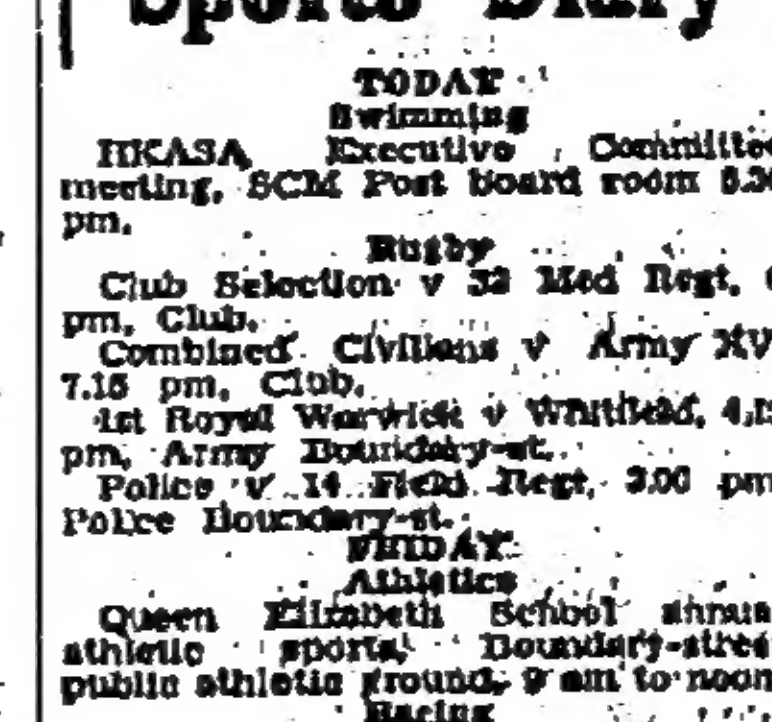 Sports Diary
TODAY
Swimming
HKASA Executive Committee
meeting, SCM Post board room 5.30
pm.
Rugby
Club Selection v 32 Med Regt,
pm, Club.
Combined Civilians v Army XV
7.15 pm, Club.
1st Royal Warwick v Whitfield,
pm, Army Boundary-st.
Police v 14 Field Regt, 3.00 pm
Police Boundary-st.
FRIDAY
Athletics
Queen Elizabeth School annua
athletic sports, Boundary-stree
public athletic ground, 9 am to noon
Racing